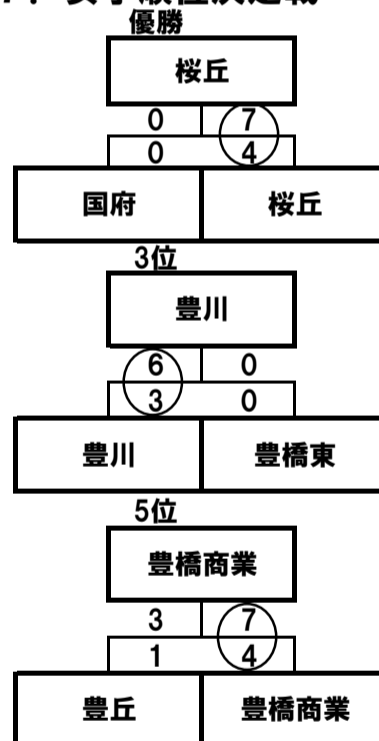 優勝
桜丘
0 7
0 4
国府 桜丘
3位
豊川
6 0
3 0
豊川 豊橋東
5位
豊橋商業
3 7
1 4
豊丘 豊橋商業